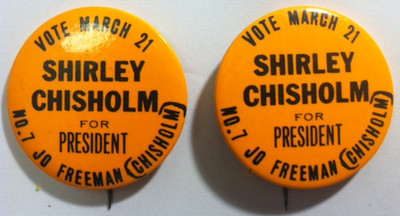 VOTE MARCH 21
SHIRLEY
CHISHOLM
FOR
PRESIDENT
NO. 7 JO FREEMAN (CHISHOLM)
VOTE MARCH 21
SHIRLEY
CHISHOLM
FOR
PRESIDENT
NO. 7 JO FREEMAN (CHISHOLM)